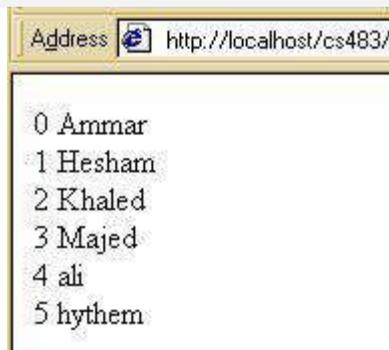 Address http://localhost/cs483/
0 Ammar
1 Hesham
2 Khaled
3 Majed
4 ali
5 hythem